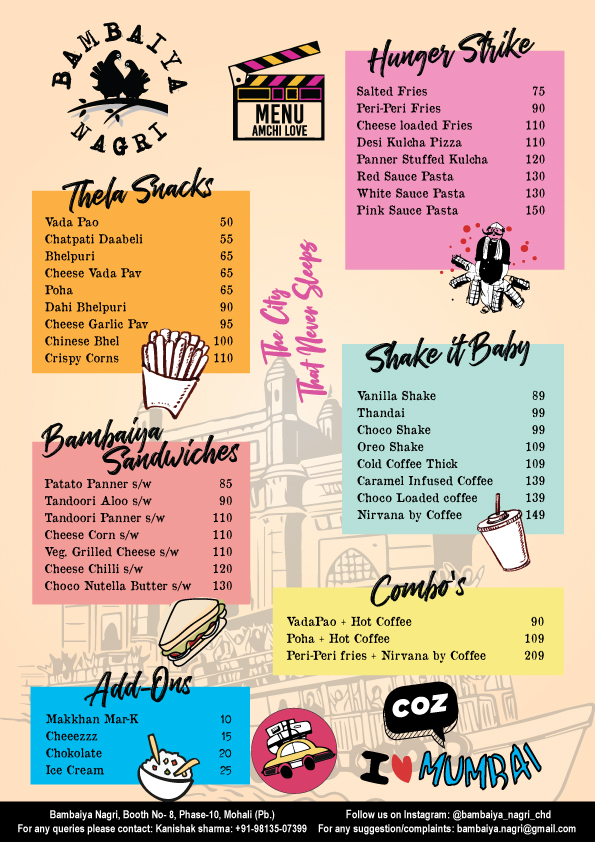 BAMBAIYA
NAGRI
MENU
AMCHI LOVE
Thela Snacks
Vada Pao 50
Chatpati Daabeli 55
Bhelpuri 65
Cheese Vada Pav 65
Poha 65
Dahi Bhelpuri 90
Cheese Garlic Pav 95
Chinese Bhel 100
Crispy Corns 110
Bambaiya
Sandwiches
Patato Panner s/w 85
Tandoori Aloo s/w 90
Tandoori Panner s/w 110
Cheese Corn s/w 110
Veg. Grilled Cheese s/w 110
Cheese Chilli s/w 120
Choco Nutella Butter s/w 130
Add-Ons
Makkhan Mar-K 10
Cheeezzz 15
Chokolate 20
Ice Cream 25
The City
That Never Sleeps
Hunger Strike
Salted Fries 75
Peri-Peri Fries 90
Cheese loaded Fries 110
Desi Kulcha Pizza 110
Panner Stuffed Kulcha 120
Red Sauce Pasta 130
White Sauce Pasta 130
Pink Sauce Pasta 150
Shake it Baby
Vanilla Shake 89
Thandai 99
Choco Shake 99
Oreo Shake 109
Cold Coffee Thick 109
Caramel Infused Coffee 139
Choco Loaded coffee 139
Nirvana by Coffee 149
Combo's
VadaPao + Hot Coffee 90
Poha + Hot Coffee 109
Peri-Peri fries + Nirvana by Coffee 209
COZ
I MUMBAI
Bambaiya Nagri, Booth No- 8, Phase-10, Mohali (Pb.)
For any queries please contact: Kanishak sharma: +91-98135-07399
Follow us on Instagram: @bambaiya_nagri_chd
For any suggestion/complaints: bambaiya.nagri@gmail.com